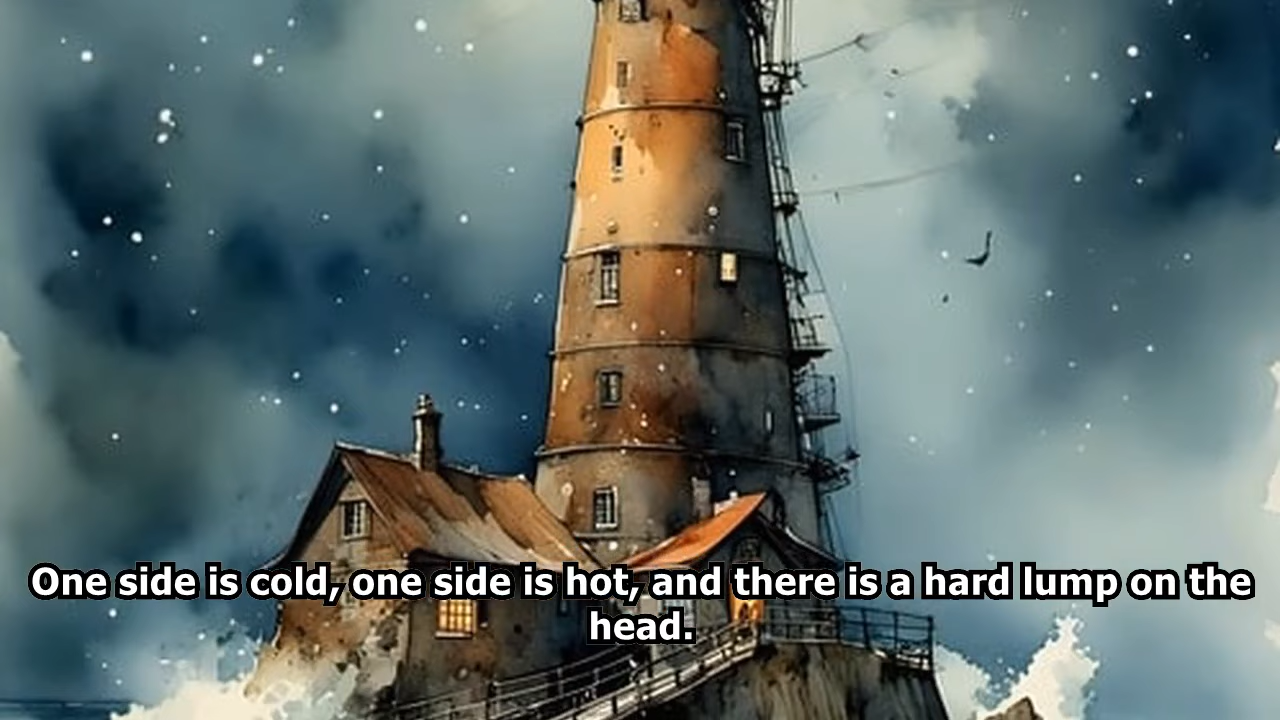 One side is cold, one side is hot, and there is a hard lump on the
head.